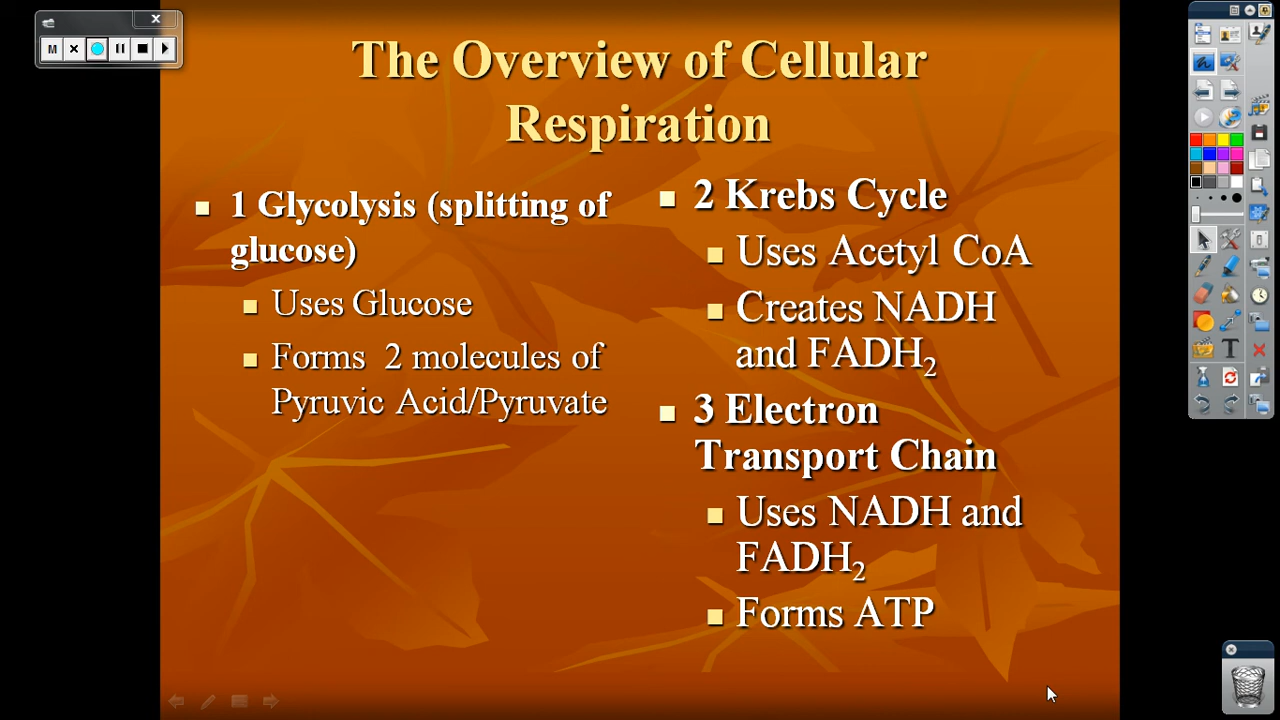 The Overview of Cellular
Respiration
1 Glycolysis (splitting of
glucose)
Uses Glucose
Forms 2 molecules of
Pyruvic Acid/Pyruvate
2 Krebs Cycle
Uses Acetyl CoA
Creates NADH
and FADH₂
3 Electron
Transport Chain
Uses NADH and
FADH₂
Forms ATP
M
T